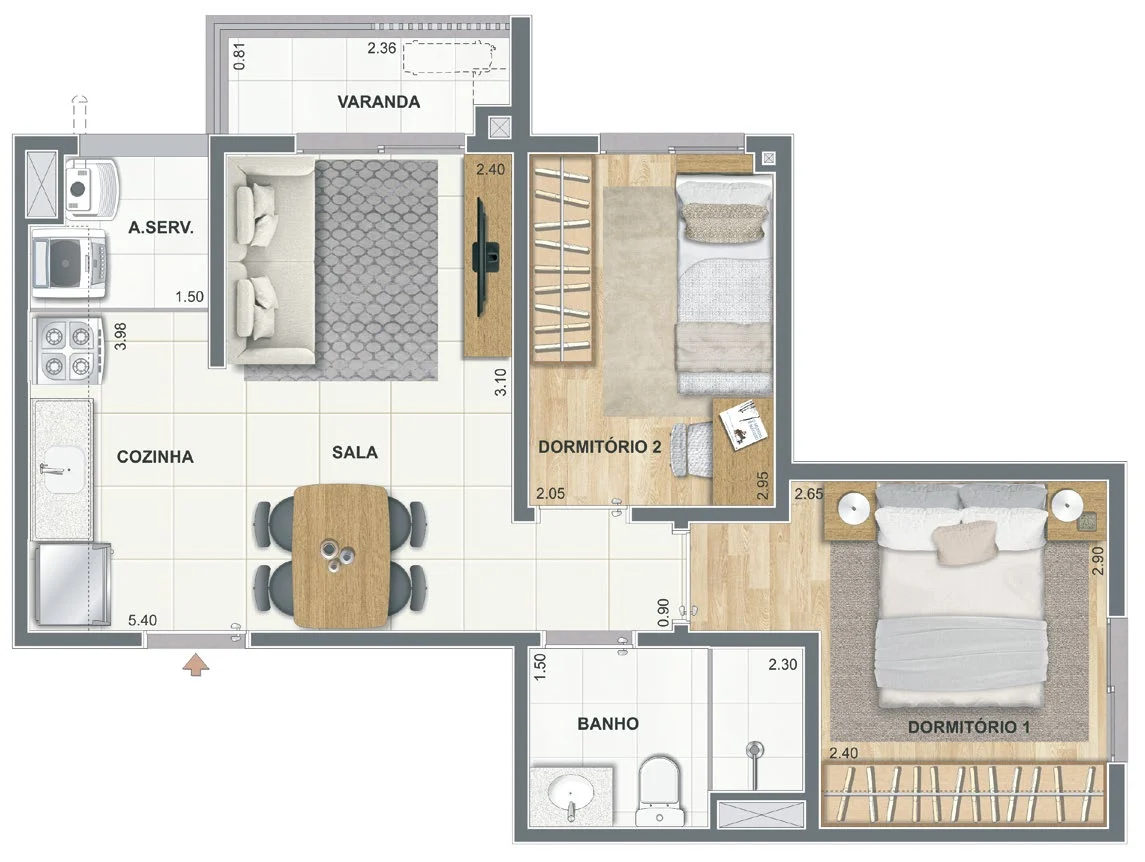 0.81
2.36
VARANDA
2.40
A.SERV.
1.50
3.98
3.10
COZINHA
SALA
DORMITÓRIO 2
2.05
2.95
2.65
2.90
5.40
0.90
1.50
2.30
BANHO
DORMITÓRIO 1
2.40